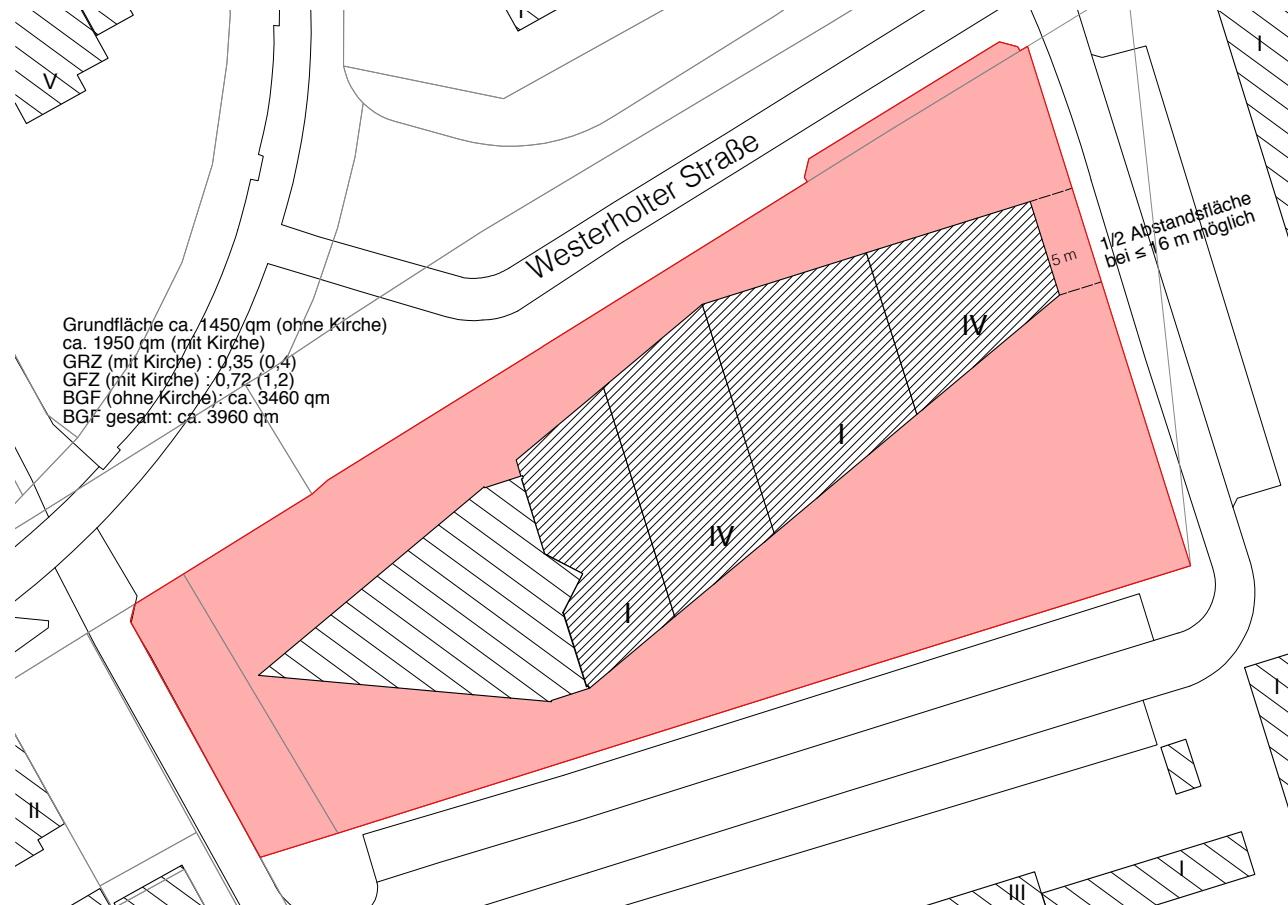 V
I
Westerholter Straße
1/2 Abstandsfläche
bei ≤ 16 m möglich
5 m
Grundfläche ca. 1450 qm (ohne Kirche)
ca. 1950 qm (mit Kirche)
GRZ (mit Kirche) : 0,35 (0,4)
GFZ (mit Kirche) : 0,72 (1,2)
BGF (ohne Kirche): ca. 3460 qm
BGF gesamt: ca. 3960 qm
IV
I
IV
I
I
II
I
III